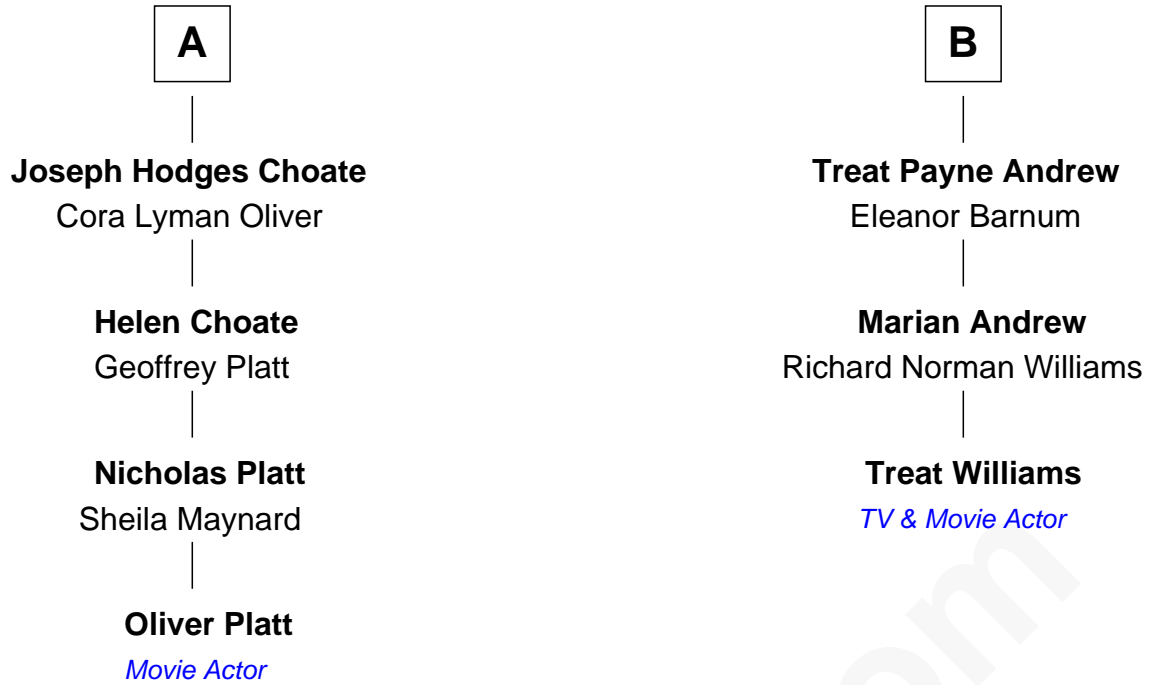 A
Joseph Hodges Choate
Cora Lyman Oliver
Helen Choate
Geoffrey Platt
Nicholas Platt
Sheila Maynard
Oliver Platt
Movie Actor
B
Treat Payne Andrew
Eleanor Barnum
Marian Andrew
Richard Norman Williams
Treat Williams
TV & Movie Actor
om